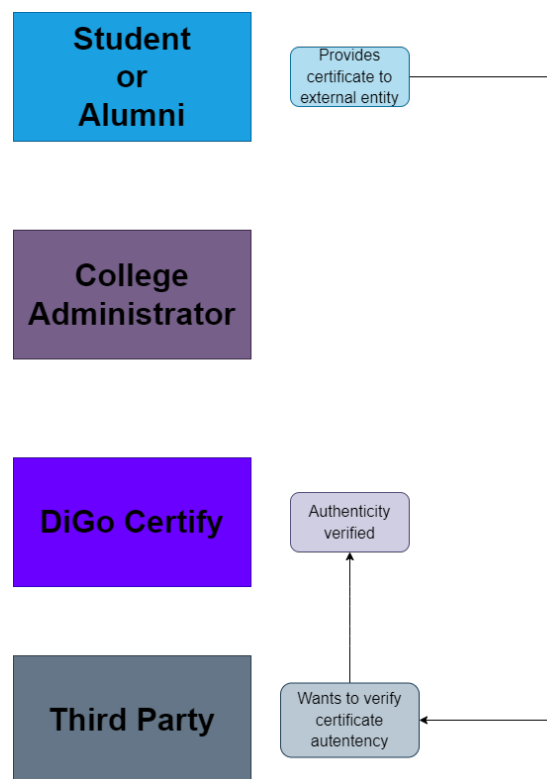 Student
or
Alumni
Provides
certificate to
external entity
College
Administrator
DiGo Certify
Authenticity
verified
Third Party
Wants to verify
certificate
autentency